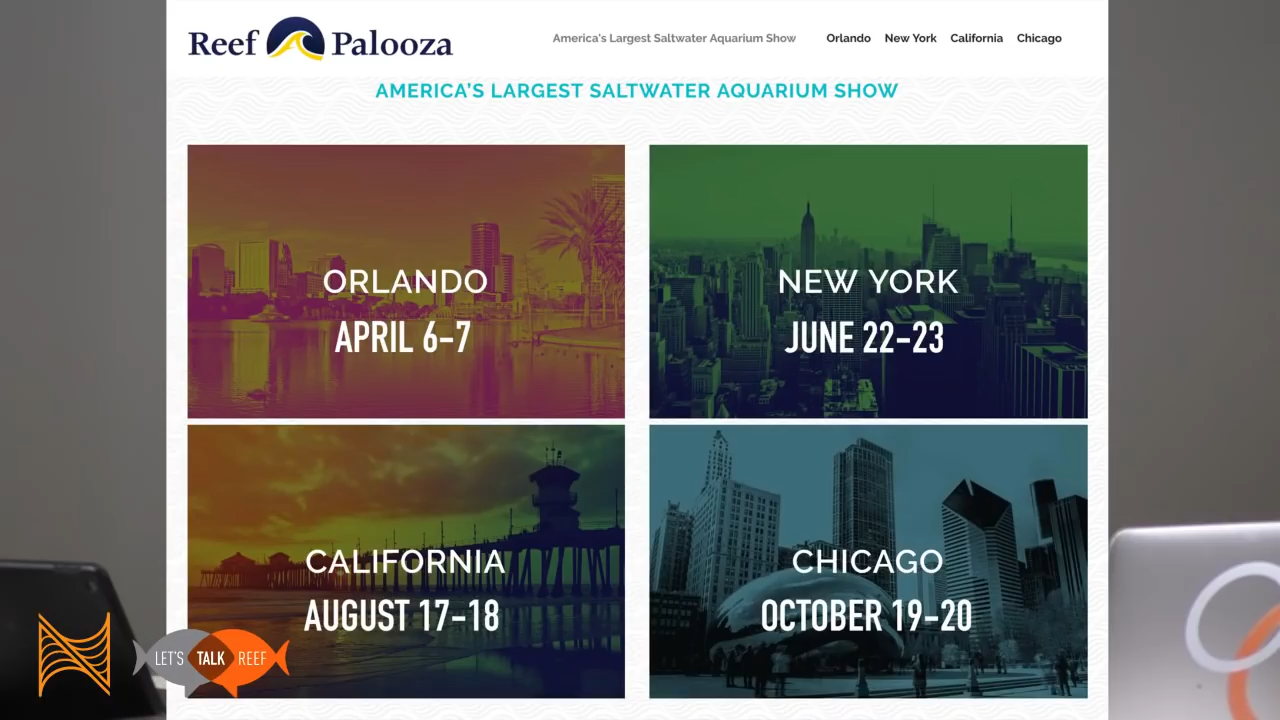 Reef Palooza
America's Largest Saltwater Aquarium Show Orlando New York California Chicago
AMERICA'S LARGEST SALTWATER AQUARIUM SHOW
ORLANDO
APRIL 6-7
NEW YORK
JUNE 22-23
CALIFORNIA
AUGUST 17-18
CHICAGO
OCTOBER 19-20
LET'S TALK REEF